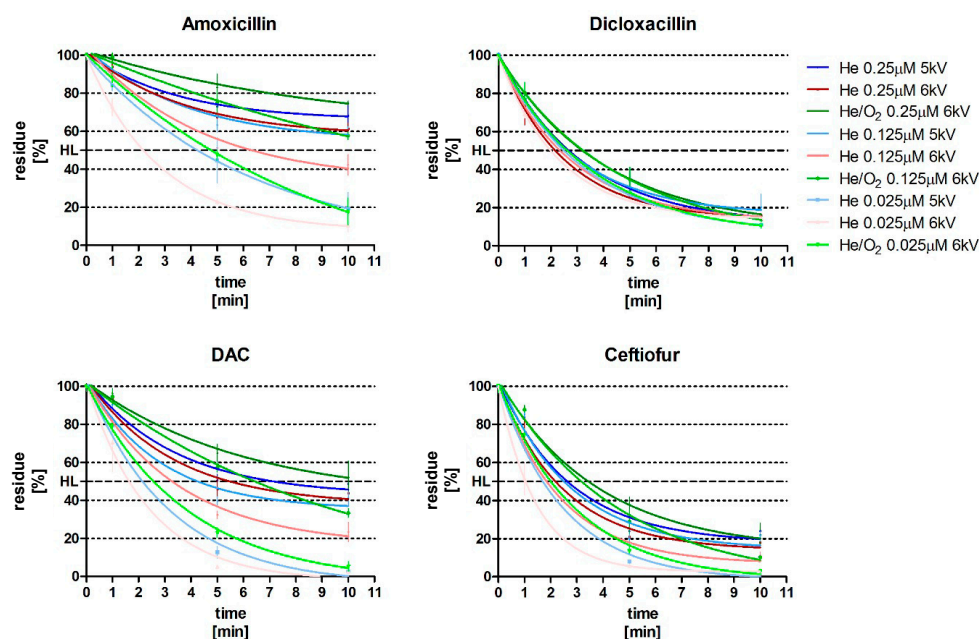 Amoxicillin
100
80
60
HL
40
20
0
residue
[%]
0 1 2 3 4 5 6 7 8 9 10 11
time
[min]
Dicloxacillin
100
80
60
HL
40
20
0
residue
[%]
0 1 2 3 4 5 6 7 8 9 10 11
time
[min]
He 0.25µM 5kV
He 0.25µM 6kV
He/O₂ 0.25µM 6kV
He 0.125µM 5kV
He 0.125µM 6kV
He/O₂ 0.125µM 6kV
He 0.025µM 5kV
He 0.025µM 6kV
He/O₂ 0.025µM 6kV
DAC
100
80
60
HL
40
20
0
residue
[%]
0 1 2 3 4 5 6 7 8 9 10 11
time
[min]
Ceftiofur
100
80
60
HL
40
20
0
residue
[%]
0 1 2 3 4 5 6 7 8 9 10 11
time
[min]